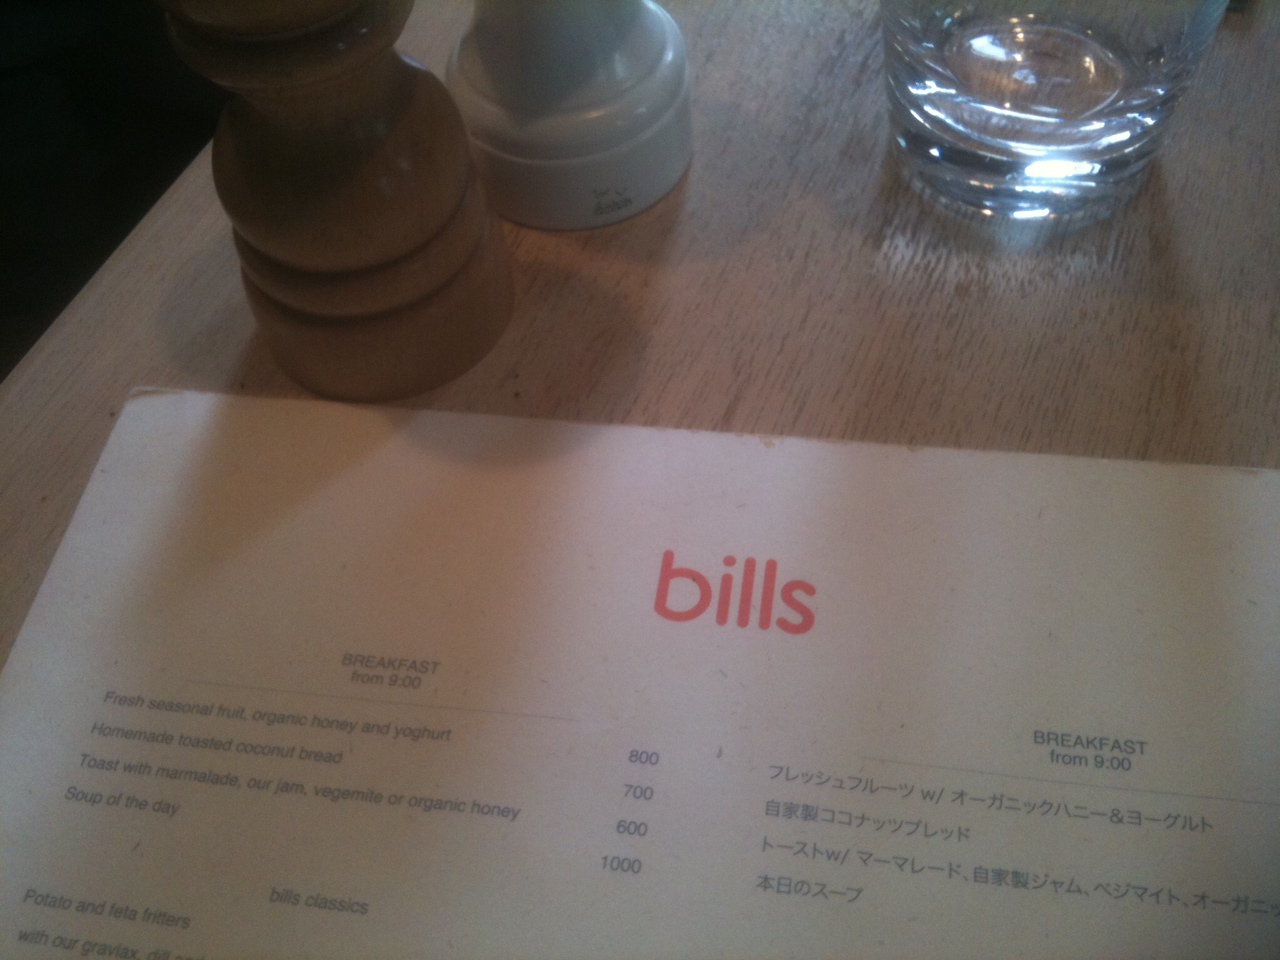 bills
BREAKFAST
from 9:00
Fresh seasonal fruit, organic honey and yoghurt 800
Homemade toasted coconut bread 700
Toast with marmalade, our jam, vegemite or organic honey 600
Soup of the day 1000
bills classics
Potato and feta fritters
with our gravlax, dill
BREAKFAST
from 9:00
フレッシュフルーツ w/ オーガニックハニー&ヨーグルト
自家製ココナッツブレッド
トーストw/ マーマレード、自家製ジャム、ベジマイト、オーガニッ
本日のスープ